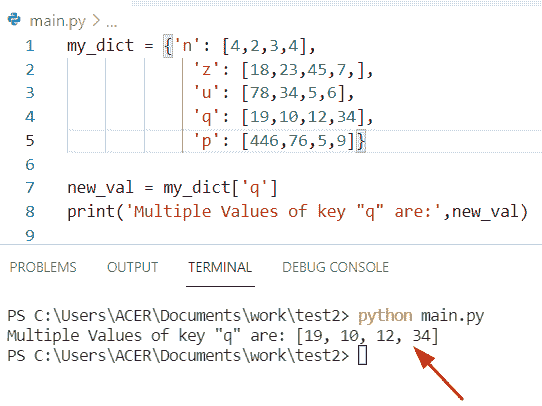 main.py > ...
1 my_dict = {'n': [4,2,3,4],
2 'z': [18,23,45,7,],
3 'u': [78,34,5,6],
4 'q': [19,10,12,34],
5 'p': [446,76,5,9]}
6
7 new_val = my_dict['q']
8 print('Multiple Values of key "q" are:',new_val)
9
PROBLEMS OUTPUT TERMINAL DEBUG CONSOLE
PS C:\Users\ACER\Documents\work\test2> python main.py
Multiple Values of key "q" are: [19, 10, 12, 34]
PS C:\Users\ACER\Documents\work\test2>